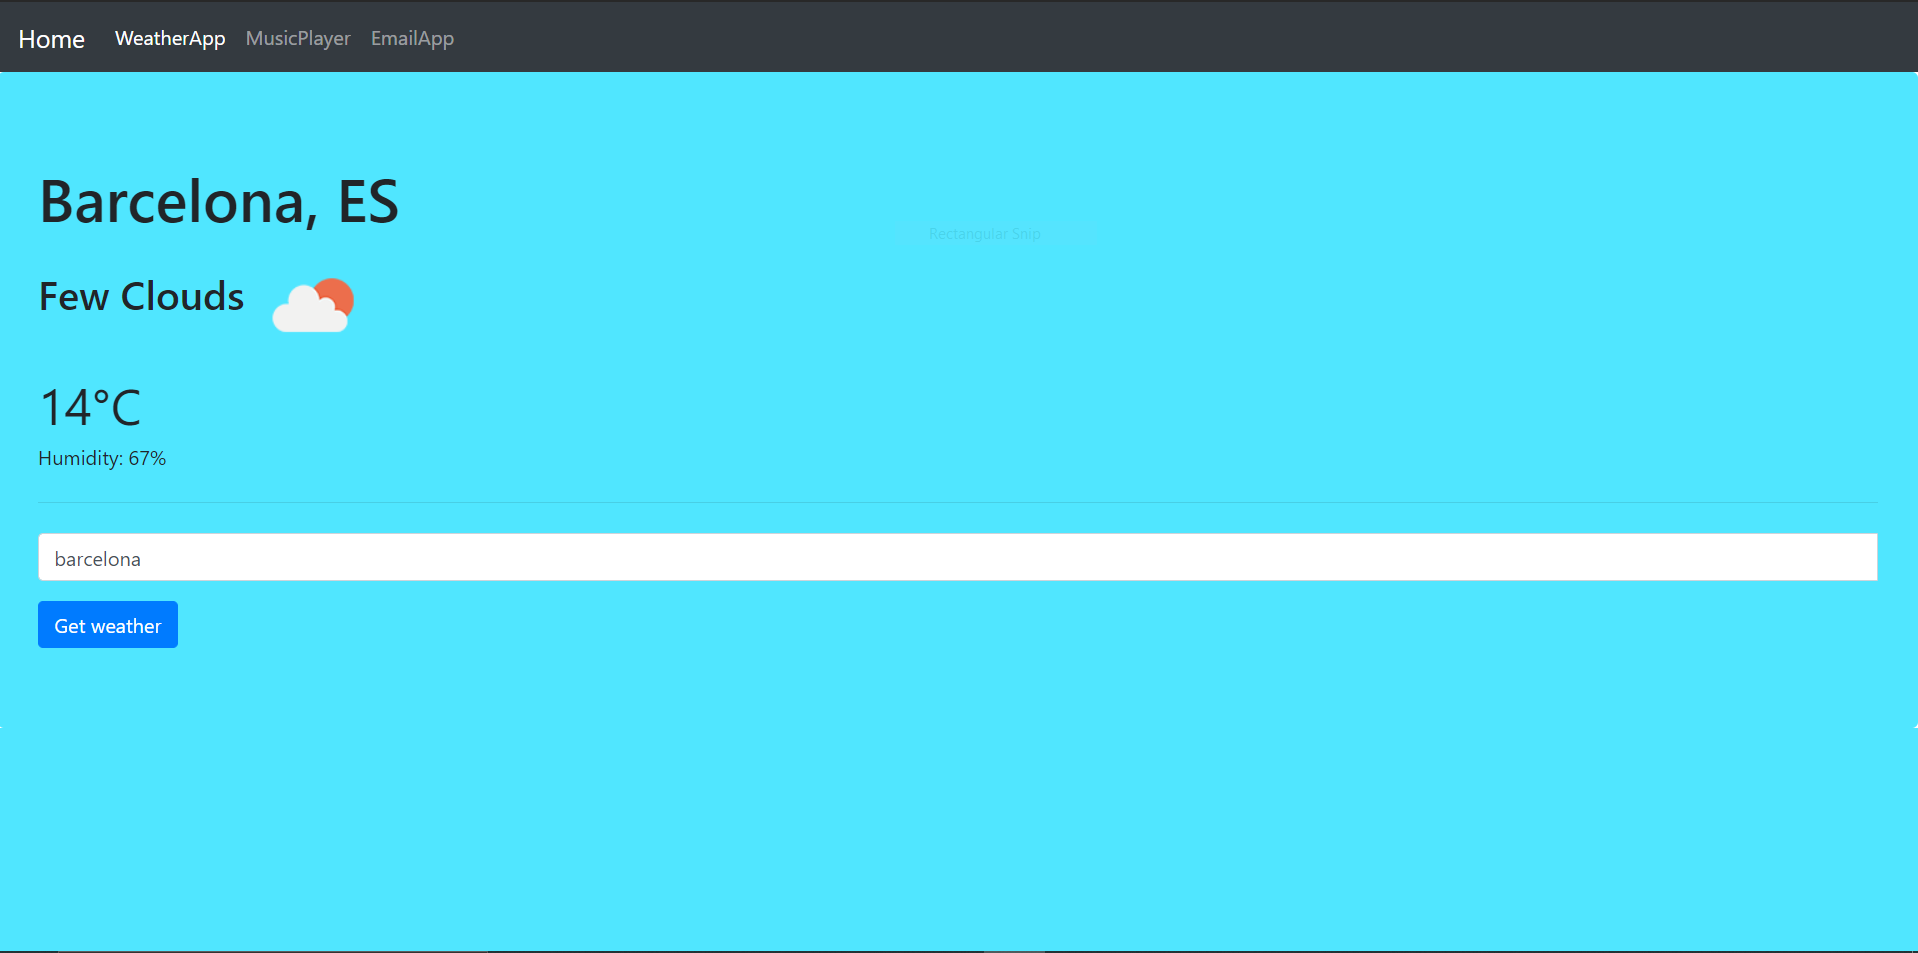 Home WeatherApp MusicPlayer EmailApp
Barcelona, ES
Rectangular Snip
Few Clouds
14°C
Humidity: 67%
barcelona
Get weather